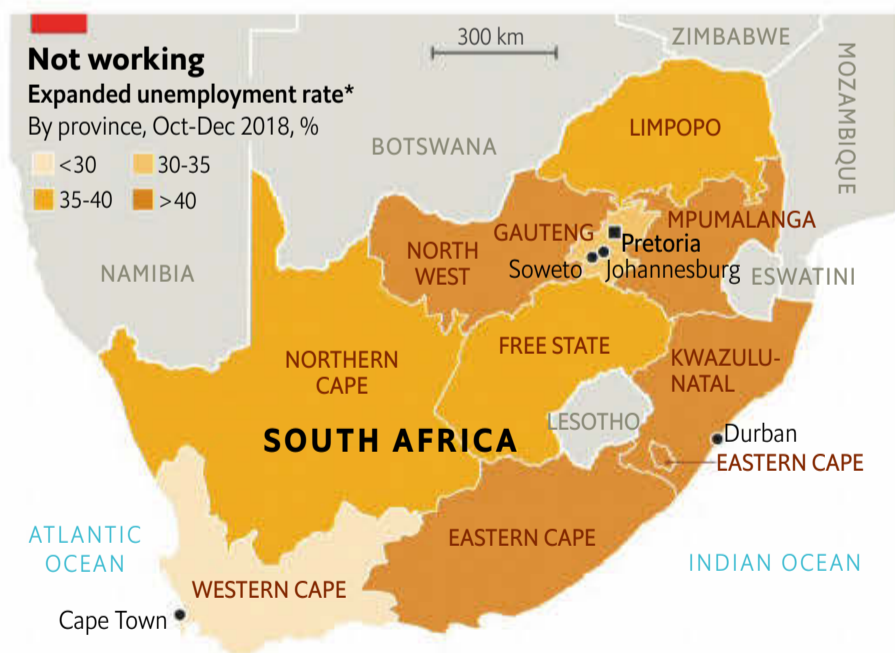 Not working
Expanded unemployment rate*
By province, Oct-Dec 2018, %
<30
30-35
35-40
>40
300 km
ZIMBABWE
MOZAMBIQUE
BOTSWANA
LIMPOPO
NAMIBIA
GAUTENG
MPUMALANGA
NORTH
WEST
Pretoria
Soweto
Johannesburg
ESWATINI
NORTHERN
CAPE
FREE STATE
KWAZULU-
NATAL
LESOTHO
SOUTH AFRICA
Durban
EASTERN CAPE
ATLANTIC
OCEAN
EASTERN CAPE
INDIAN OCEAN
WESTERN CAPE
Cape Town